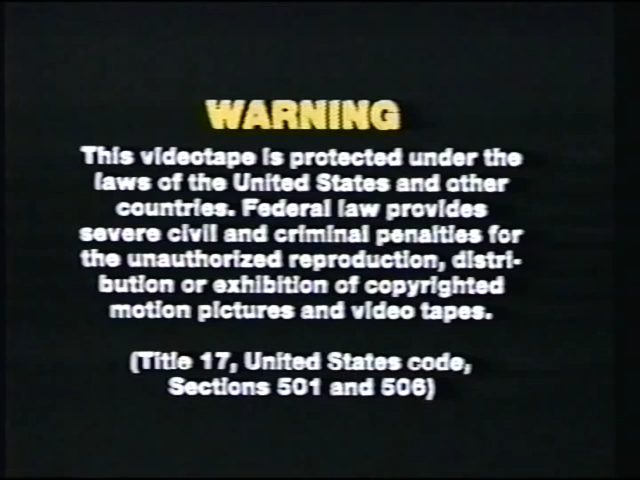 WARNING
This videotape is protected under the
laws of the United States and other
countries. Federal law provides
severe civil and criminal penalties for
the unauthorized reproduction, distri-
bution or exhibition of copyrighted
motion pictures and video tapes.
(Title 17, United States code,
Sections 501 and 506)